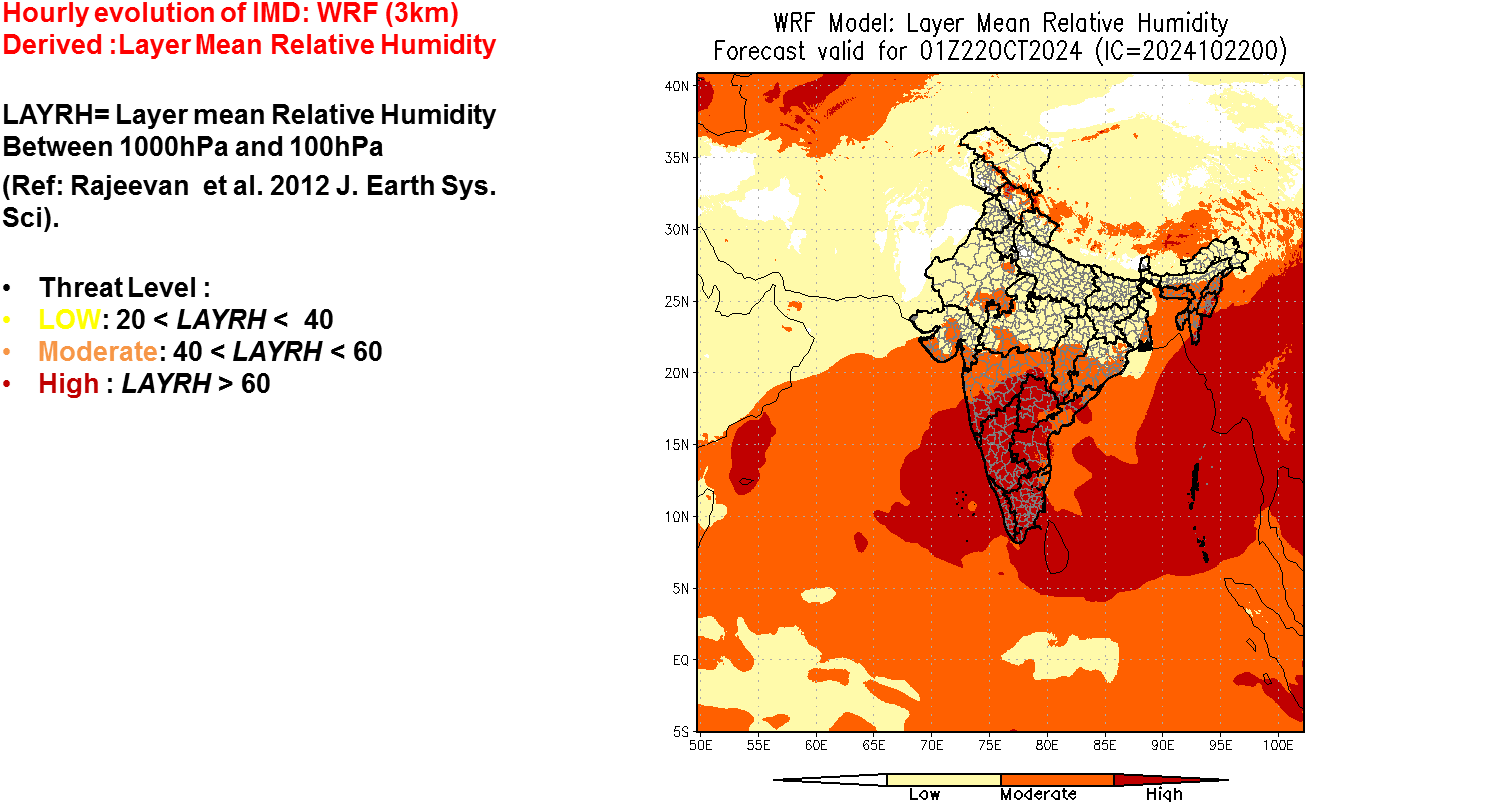 Hourly evolution of IMD: WRF (3km)
Derived :Layer Mean Relative Humidity
LAYRH= Layer mean Relative Humidity
Between 1000hPa and 100hPa
(Ref: Rajeevan et al. 2012 J. Earth Sys.
Sci).
• Threat Level :
• LOW: 20 < LAYRH < 40
• Moderate: 40 < LAYRH < 60
• High : LAYRH > 60
WRF Model: Layer Mean Relative Humidity
Forecast valid for 01Z22OCT2024 (IC=2024102200)
40N
35N
30N
25N
20N
15N
10N
5N
EQ
5S
50E 55E 60E 65E 70E 75E 80E 85E 90E 95E 100E
Low Moderate High